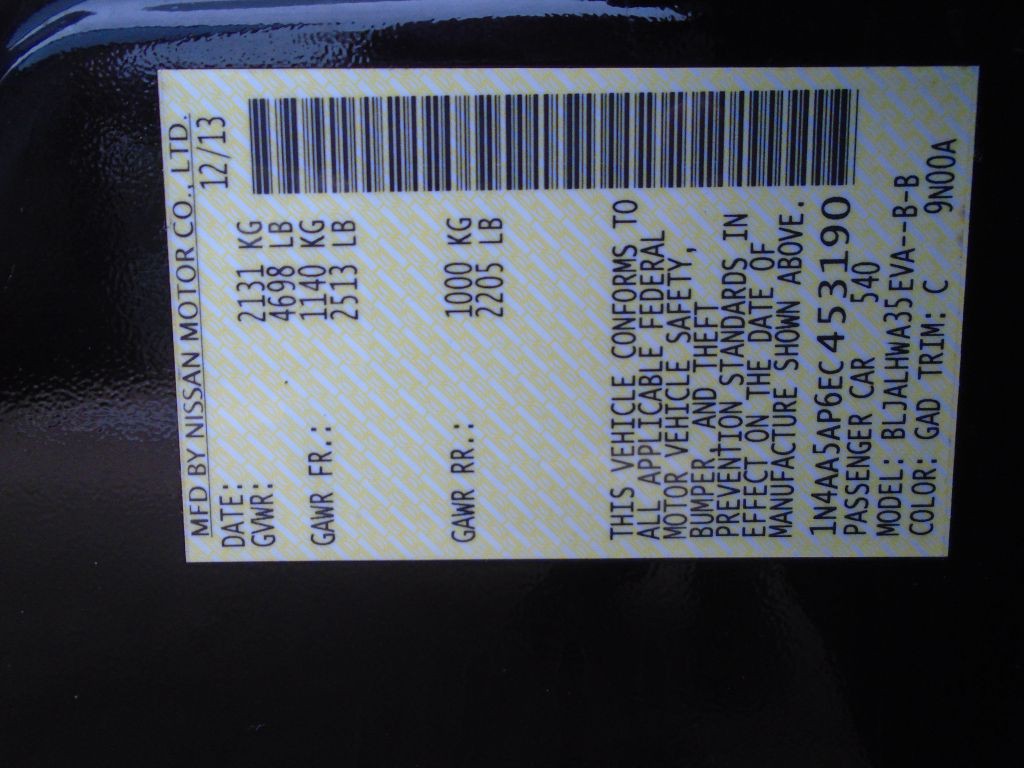 MFD BY NISSAN MOTOR CO., LTD.
DATE: 12/13
GVWR: 2131 KG
4698 LB
GAWR FR.: 1140 KG
2513 LB
GAWR RR.: 1000 KG
2205 LB
THIS VEHICLE CONFORMS TO
ALL APPLICABLE FEDERAL
MOTOR VEHICLE SAFETY,
BUMPER, AND THEFT
PREVENTION STANDARDS IN
EFFECT ON THE DATE OF
MANUFACTURE SHOWN ABOVE.
1N4AA5AP6EC453190
PASSENGER CAR 540
MODEL: BLJALHWA35EVA--B-B
COLOR: GAD TRIM: C 9N00A